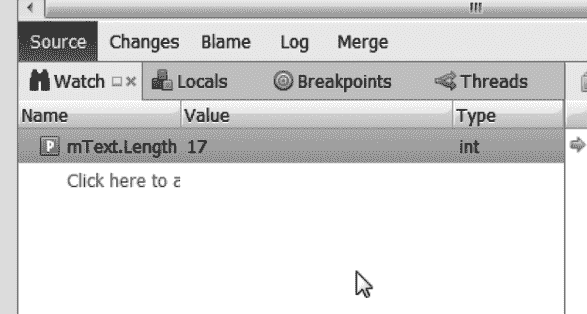 Source Changes Blame Log Merge
Watch Locals Breakpoints Threads
Name Value Type
P mText.Length 17 int
Click here to a